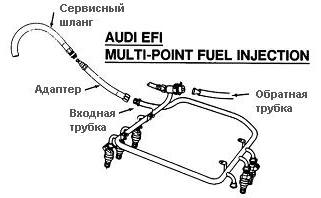 Сервисный
шланг
AUDI EFI
MULTI-POINT FUEL INJECTION
Адаптер
Входная
трубка
Обратная
трубка